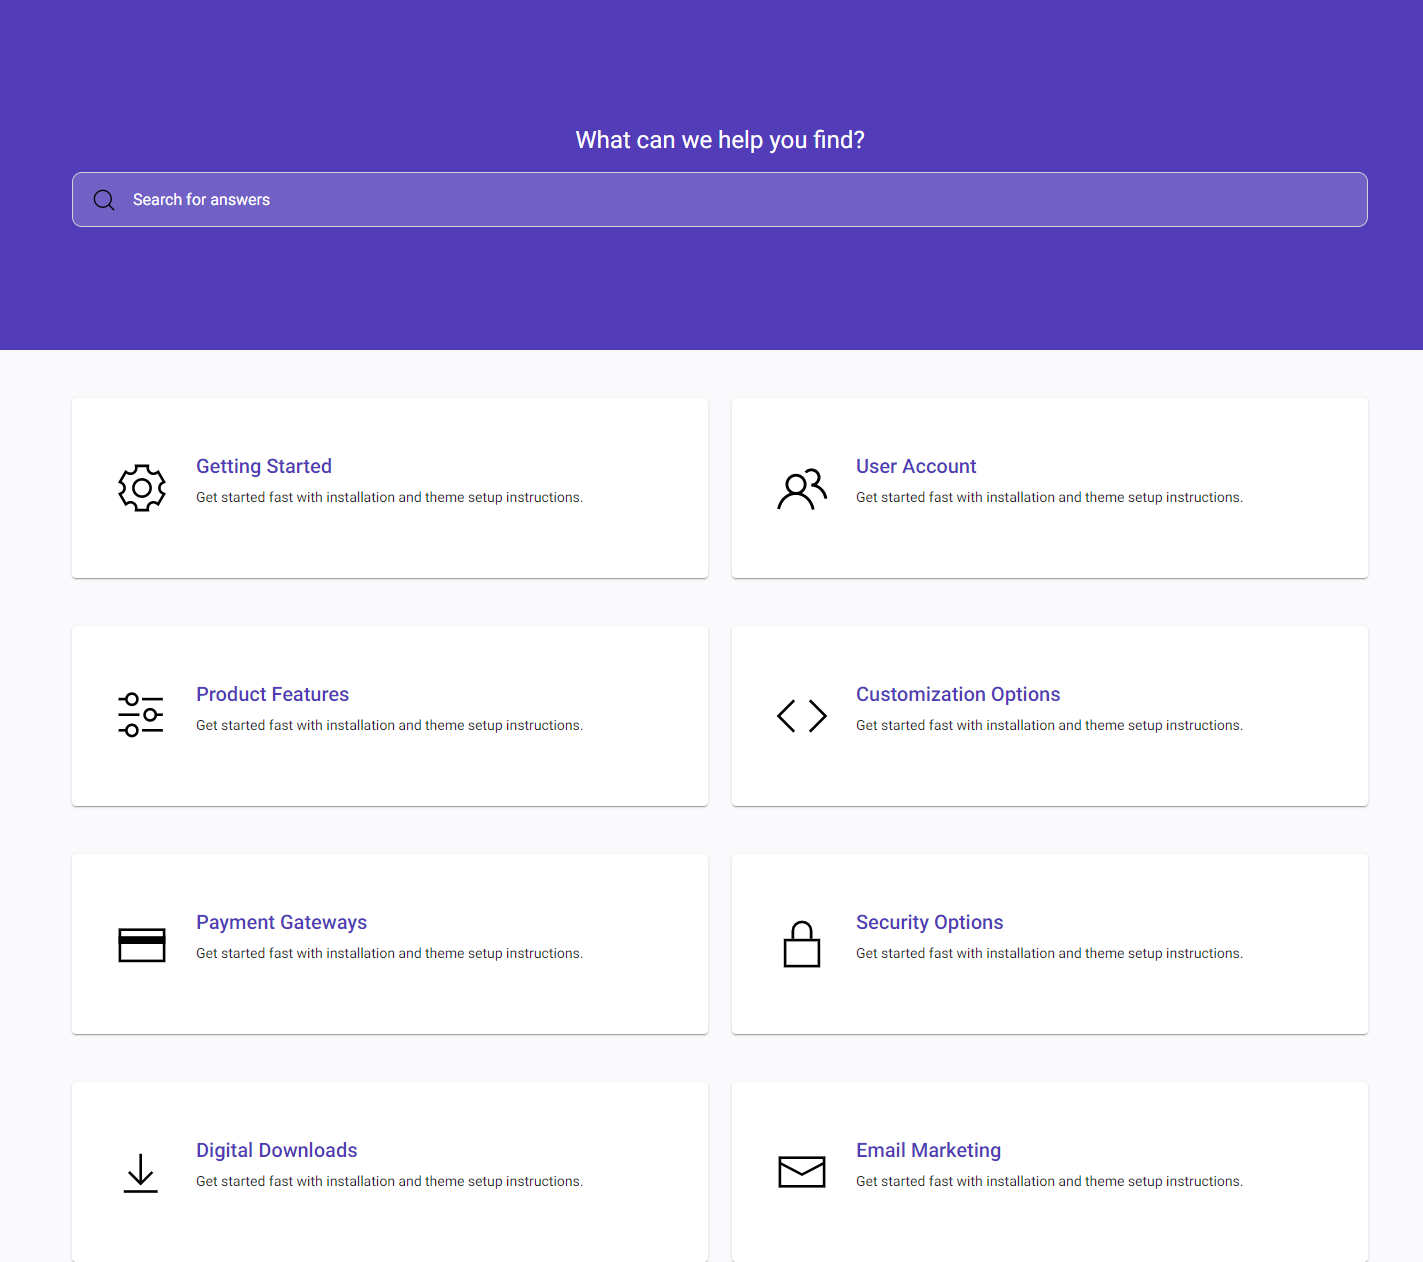 What can we help you find?
Search for answers
Getting Started
Get started fast with installation and theme setup instructions.
User Account
Get started fast with installation and theme setup instructions.
Product Features
Get started fast with installation and theme setup instructions.
Customization Options
Get started fast with installation and theme setup instructions.
Payment Gateways
Get started fast with installation and theme setup instructions.
Security Options
Get started fast with installation and theme setup instructions.
Digital Downloads
Get started fast with installation and theme setup instructions.
Email Marketing
Get started fast with installation and theme setup instructions.